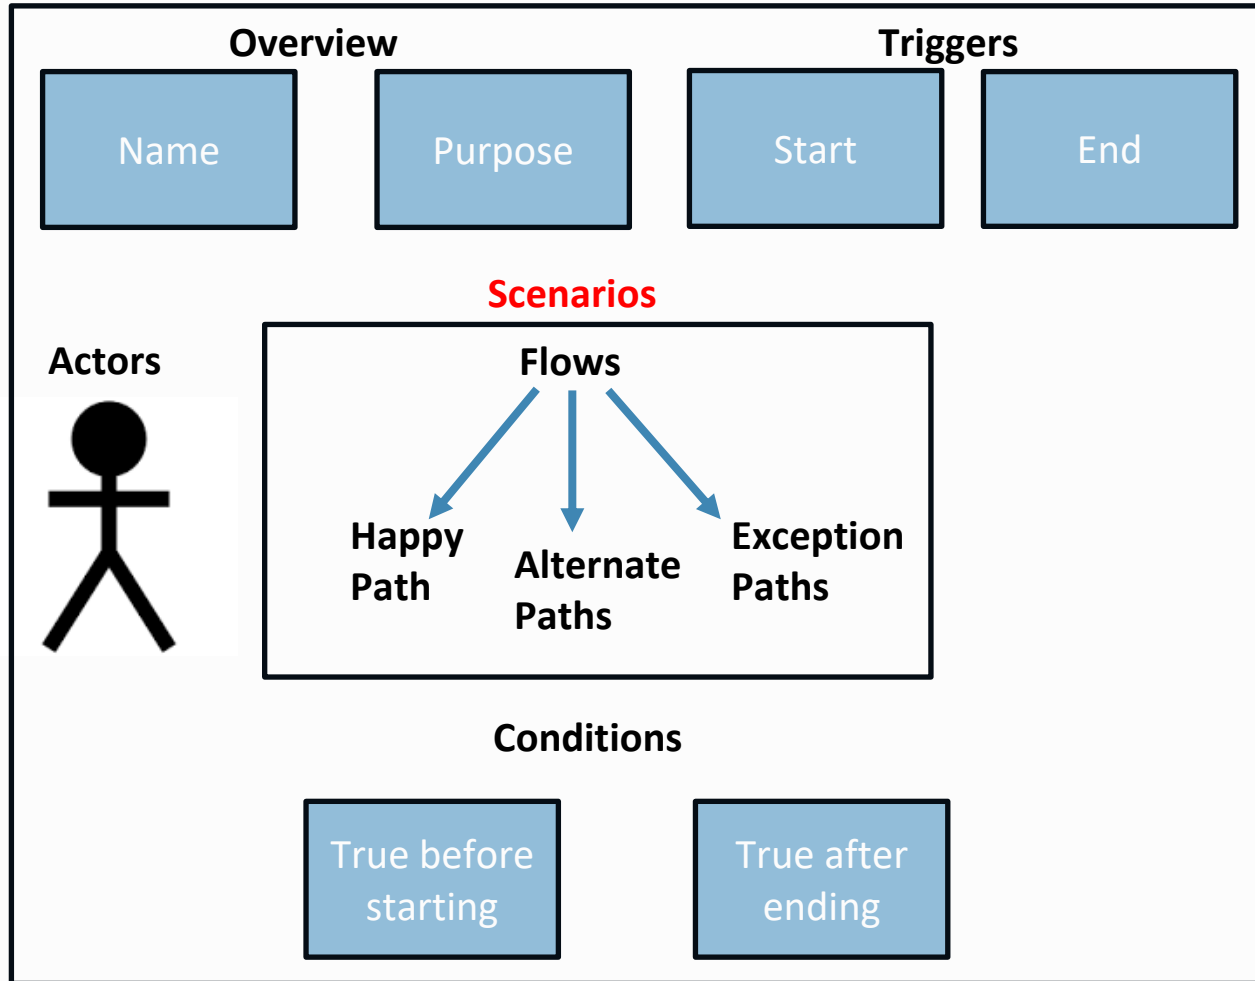 Overview
Triggers
Name
Purpose
Start
End
Scenarios
Actors
Flows
Happy
Path
Alternate
Paths
Exception
Paths
Conditions
True before
starting
True after
ending